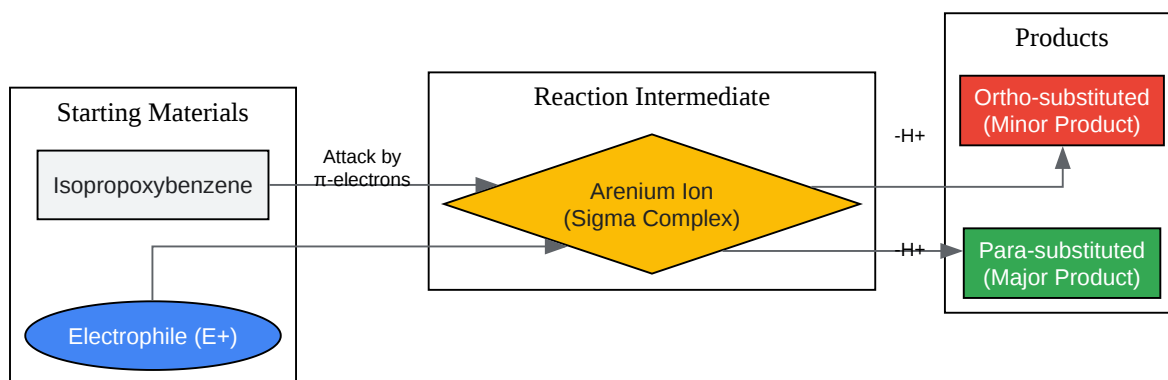 Starting Materials
Isopropoxybenzene
Electrophile (E+)
Attack by
π-electrons
Reaction Intermediate
Arenium Ion
(Sigma Complex)
-H+
-H+
Products
Ortho-substituted
(Minor Product)
Para-substituted
(Major Product)